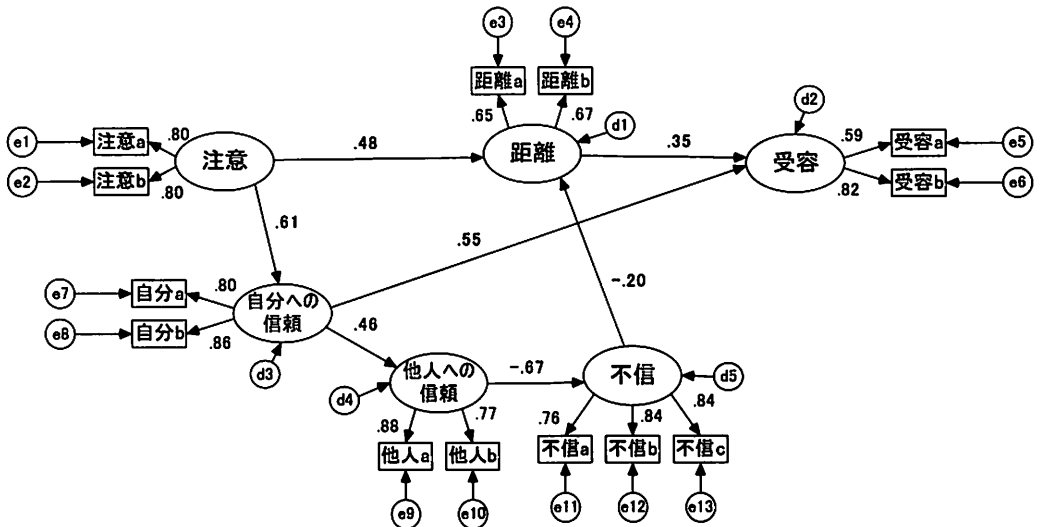 e3
e4
距離a
距離b
.65
.67
d1
d2
e1
注意a
.80
注意
.48
距離
.35
受容
.59
受容a
e5
e2
注意b
.80
.82
受容b
e6
.61
.55
-.20
e7
自分a
.80
自分への
信頼
e8
自分b
.86
.46
d3
他人への
信頼
-.67
不信
d5
d4
.88
.77
.76
.84
.84
他人a
他人b
不信a
不信b
不信c
e9
e10
e11
e12
e13